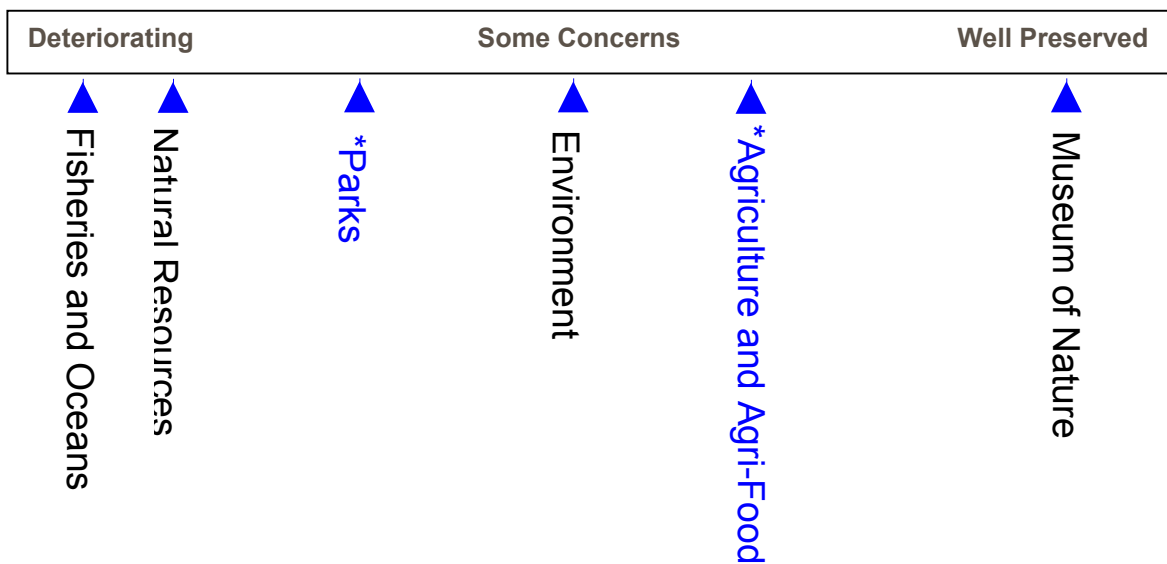 Deteriorating Some Concerns Well Preserved
Fisheries and Oceans
Natural Resources
*Parks
Environment
*Agriculture and Agri-Food
Museum of Nature